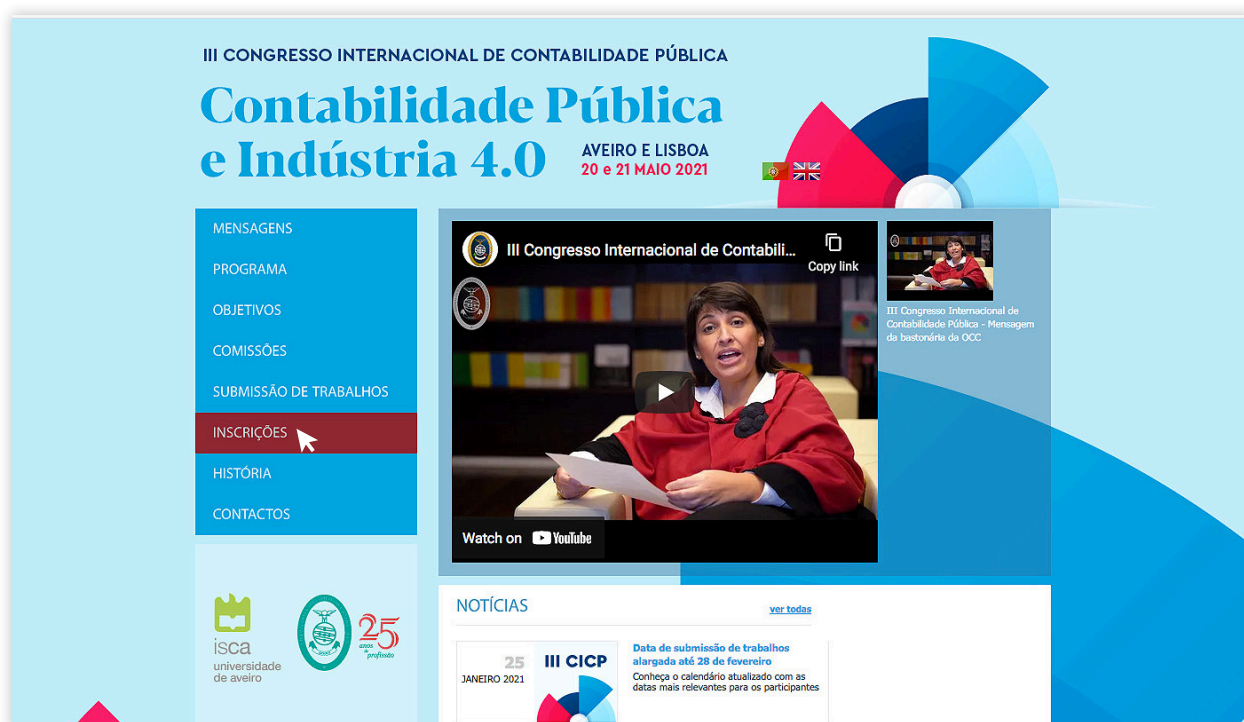 III CONGRESSO INTERNACIONAL DE CONTABILIDADE PÚBLICA
Contabilidade Pública
e Indústria 4.0
AVEIRO E LISBOA
20 e 21 MAIO 2021
MENSAGENS
PROGRAMA
OBJETIVOS
COMISSÕES
SUBMISSÃO DE TRABALHOS
INSCRIÇÕES
HISTÓRIA
CONTACTOS
III Congresso Internacional de Contabili...
Copy link
Watch on YouTube
III Congresso Internacional de
Contabilidade Pública - Mensagem
da bastonária da OCC
isca
universidade
de aveiro
25
anos
de
profissão
NOTÍCIAS
ver todas
25
JANEIRO 2021
III CICP
Data de submissão de trabalhos
alargada até 28 de fevereiro
Conheça o calendário atualizado com as
datas mais relevantes para os participantes